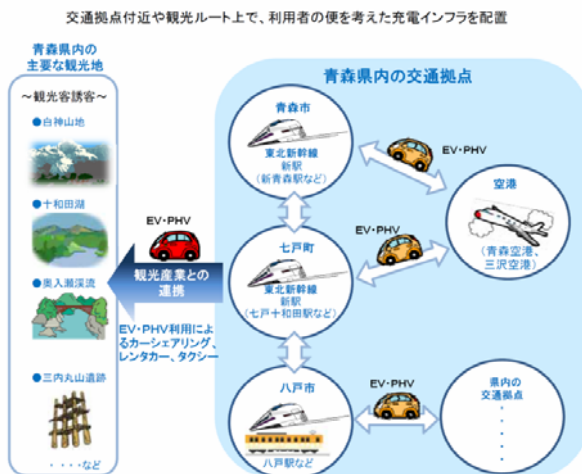 交通拠点付近や観光ルート上で、利用者の便を考えた充電インフラを配置
青森県内の
主要な観光地
～観光客誘客～
●白神山地
●十和田湖
●奥入瀬渓流
●三内丸山遺跡
・・・・など
EV・PHV
観光産業との
連携
EV・PHV利用によ
るカーシェアリング、
レンタカー、タクシー
青森県内の交通拠点
青森市
東北新幹線
新駅
(新青森駅など)
EV・PHV
空港
(青森空港、
三沢空港)
七戸町
東北新幹線
新駅
(七戸十和田駅など)
EV・PHV
八戸市
八戸駅など
EV・PHV
県内の
交通拠点
・
・
・
・
・